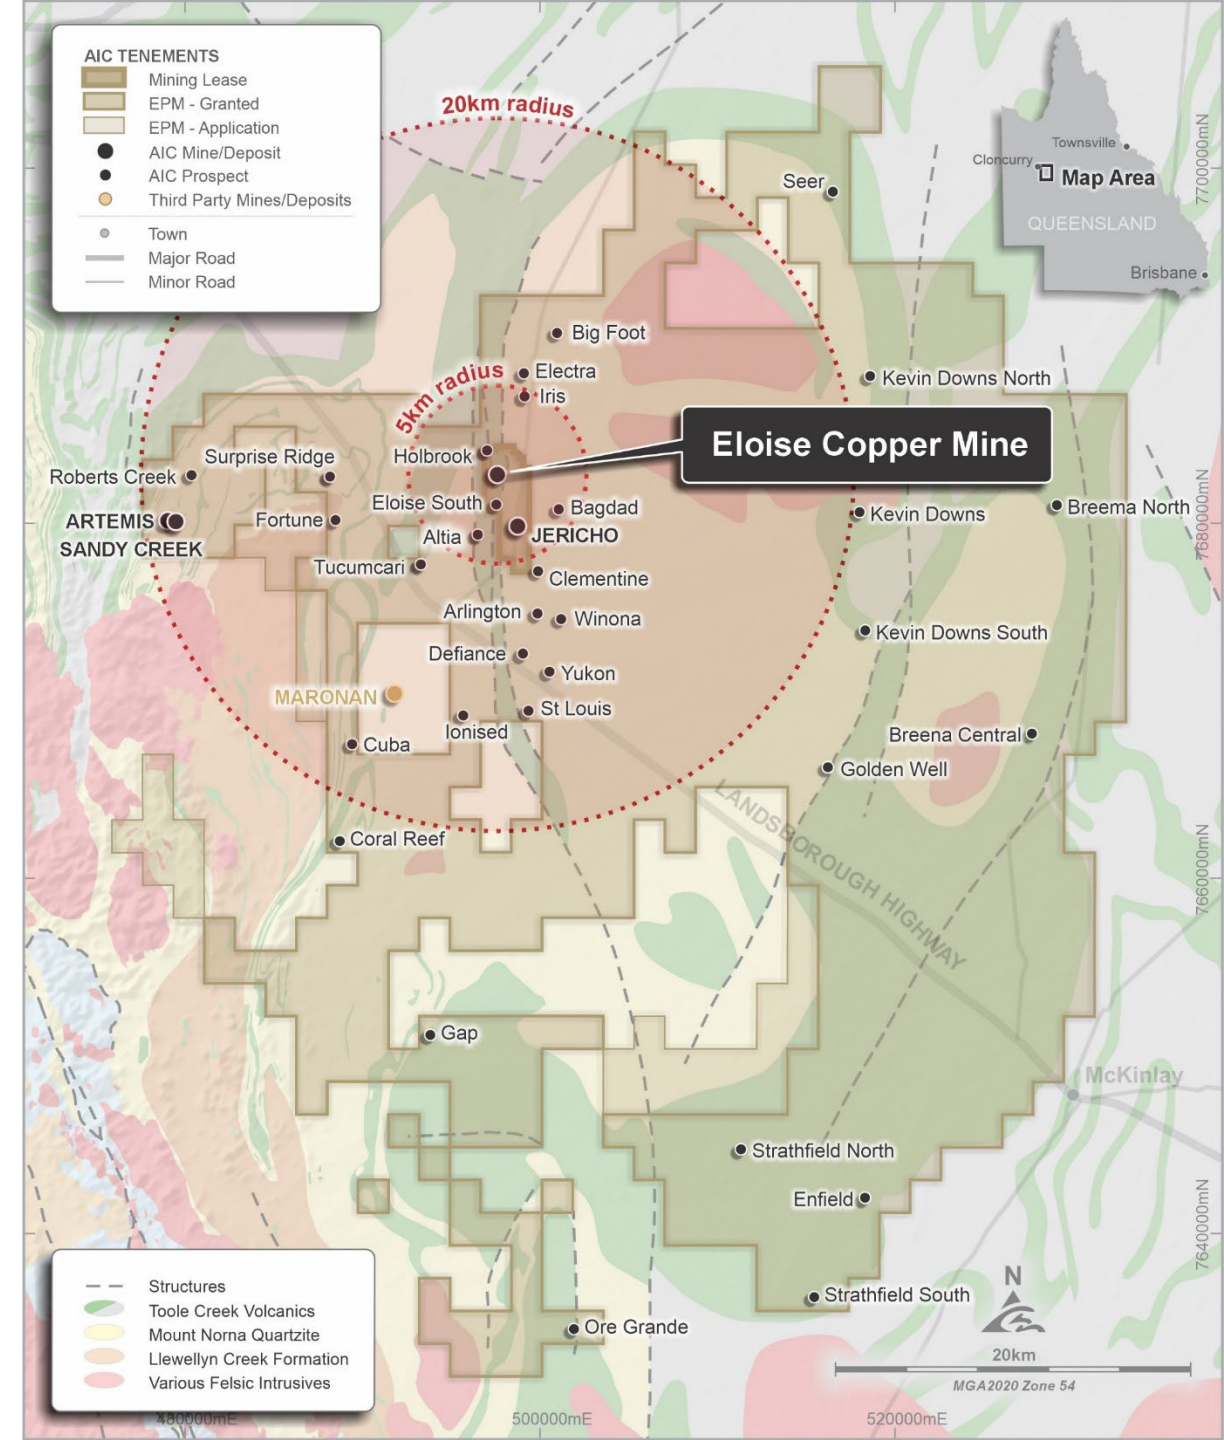 AIC TENEMENTS
Mining Lease
EPM - Granted
EPM - Application
AIC Mine/Deposit
AIC Prospect
Third Party Mines/Deposits
Town
Major Road
Minor Road
20km radius
Townsville
Cloncurry
Map Area
QUEENSLAND
Brisbane
7700000mN
Seer
Big Foot
Electra
5km radius
Iris
Kevin Downs North
Eloise Copper Mine
Holbrook
Surprise Ridge
Roberts Creek
Eloise South
Bagdad
Breema North
Kevin Downs
7680000mN
ARTEMIS
Fortune
Altia
JERICHO
SANDY CREEK
Tucumcari
Clementine
Arlington
Winona
Kevin Downs South
Defiance
Yukon
MARONAN
St Louis
Ionised
Breena Central
Cuba
Golden Well
LANDSBOROUGH HIGHWAY
Coral Reef
7660000mN
Gap
McKinlay
Strathfield North
Enfield
7640000mN
Strathfield South
Ore Grande
Structures
Toole Creek Volcanics
Mount Norna Quartzite
Llewellyn Creek Formation
Various Felsic Intrusives
N
20km
MGA2020 Zone 54
480000mE
500000mE
520000mE